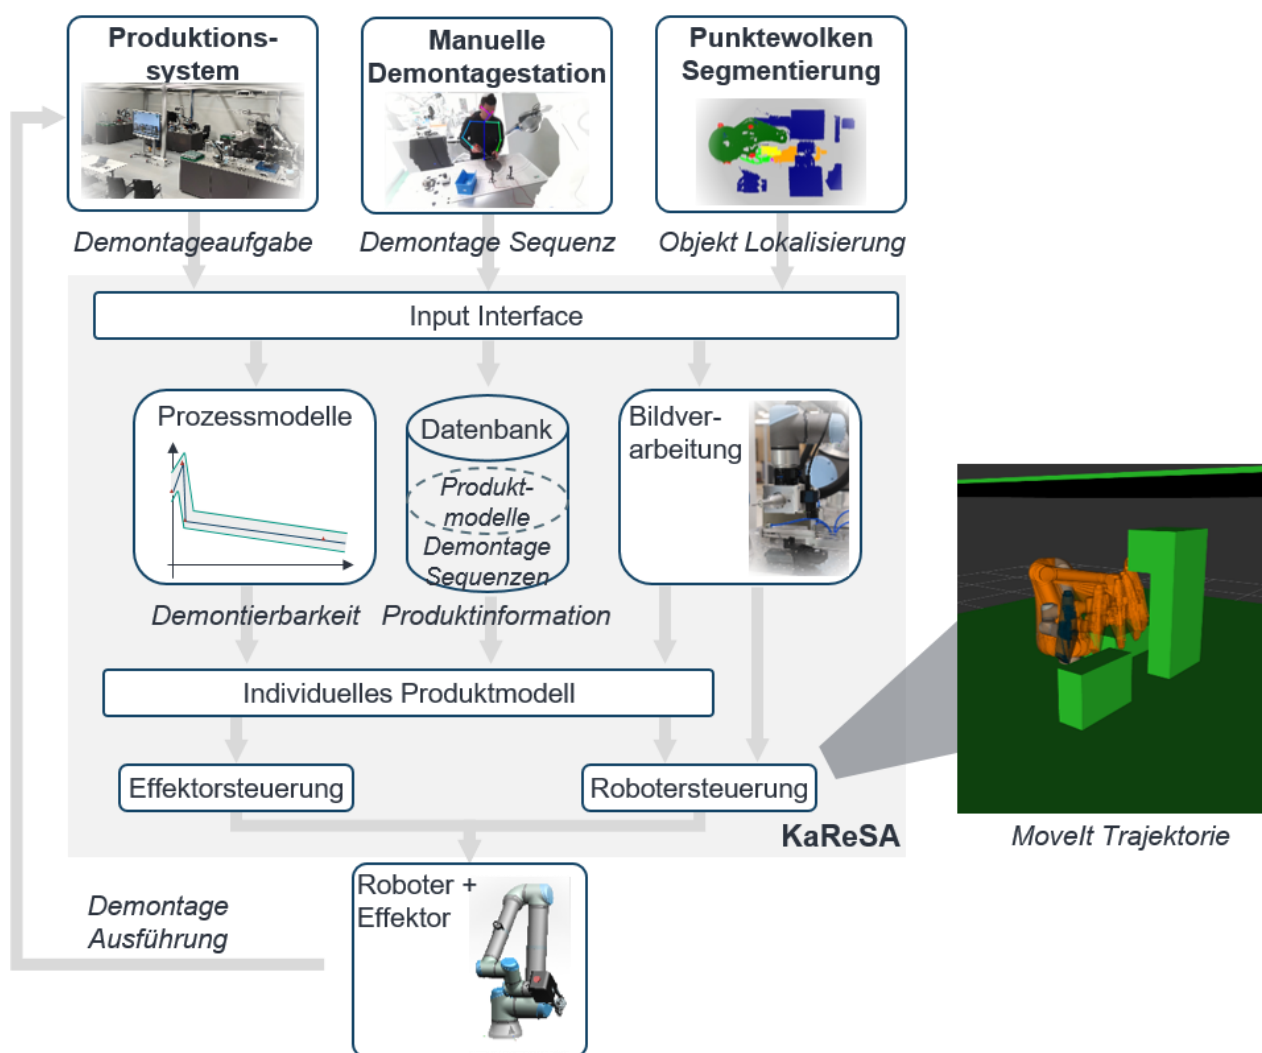 Produktions-
system
Manuelle
Demontagestation
Punktewolken
Segmentierung
Demontageaufgabe
Demontage Sequenz
Objekt Lokalisierung
Input Interface
Prozessmodelle
Datenbank
Produkt-
modelle
Demontage
Sequenzen
Bildver-
arbeitung
Demontierbarkeit
Produktinformation
Individuelles Produktmodell
Effektorsteuerung
Robotersteuerung
KaReSA
MoveIt Trajektorie
Roboter +
Effektor
Demontage
Ausführung